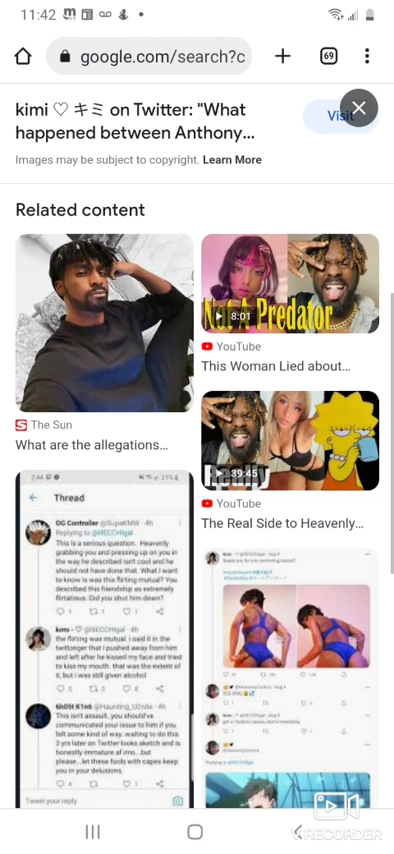 11:42
google.com/search?c
69
kimi ♡ キミ on Twitter: "What
happened between Anthony...
Visit
Images may be subject to copyright. Learn More
Related content
Not A Predator
8:01
YouTube
The Sun
This Woman Lied about...
What are the allegations...
39:45
YouTube
The Real Side to Heavenly...
2:44
Thread
OG Controller @SupaKMW · 4h
This is a serious question. Heavenly
grabbing you and pressing up on you in
the way he described isn't cool and he
should not have done that. What I want
to know is was this flirting mutual? You
described this friendship as extremely
flirtatious. Did you shut him down?
the flirting was mutual. i said it in the
twitlonger that i pushed away from him
and left after he kissed my face and tried
to kiss my mouth. that was the extent of
it, but i was still given alcohol
This isn't assault, you should've
communicated your issue to him if you
felt some kind of way. waiting to do this
3 yrs later on Twitter looks sketch and is
honestly immature af imo...but
please...let these fools with capes keep
you in your delusions.
Tweet your reply
V RECORDER